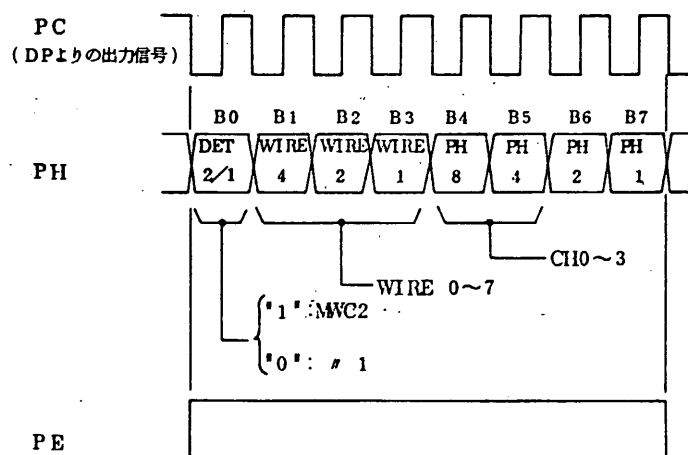 PC
(DPよりの出力信号)
B0 B1 B2 B3 B4 B5 B6 B7
PH
DET WIRE WIRE WIRE PH PH PH PH
2/1 4 2 1 8 4 2 1
CH0~3
WIRE 0~7
"1":MWC2
"0": 〃 1
PE